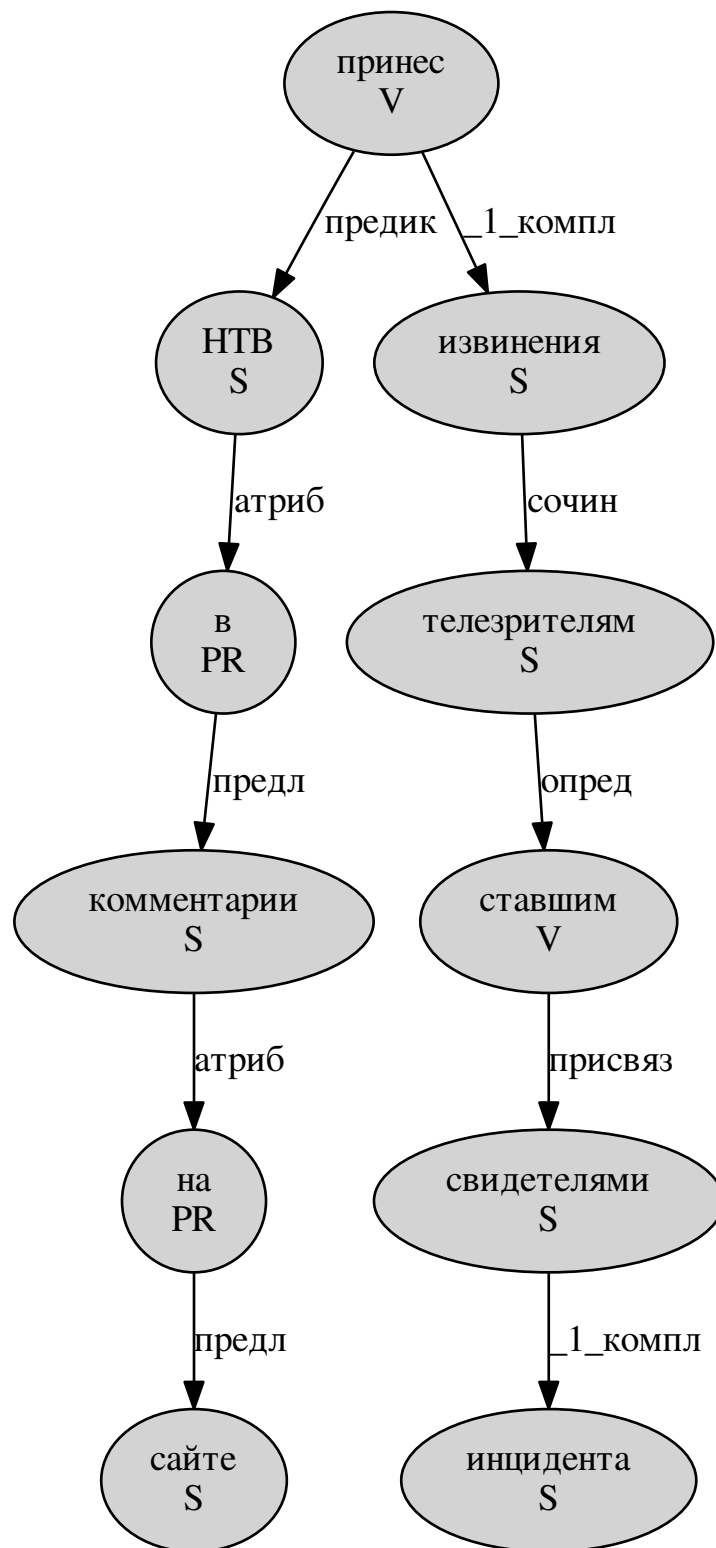 принес
V
предик
_1_компл
НТВ
S
извинения
S
атриб
сочин
в
PR
телезрителям
S
предл
опред
комментарии
S
ставшим
V
атриб
присвяз
на
PR
свидетелями
S
предл
_1_компл
сайте
S
инцидента
S